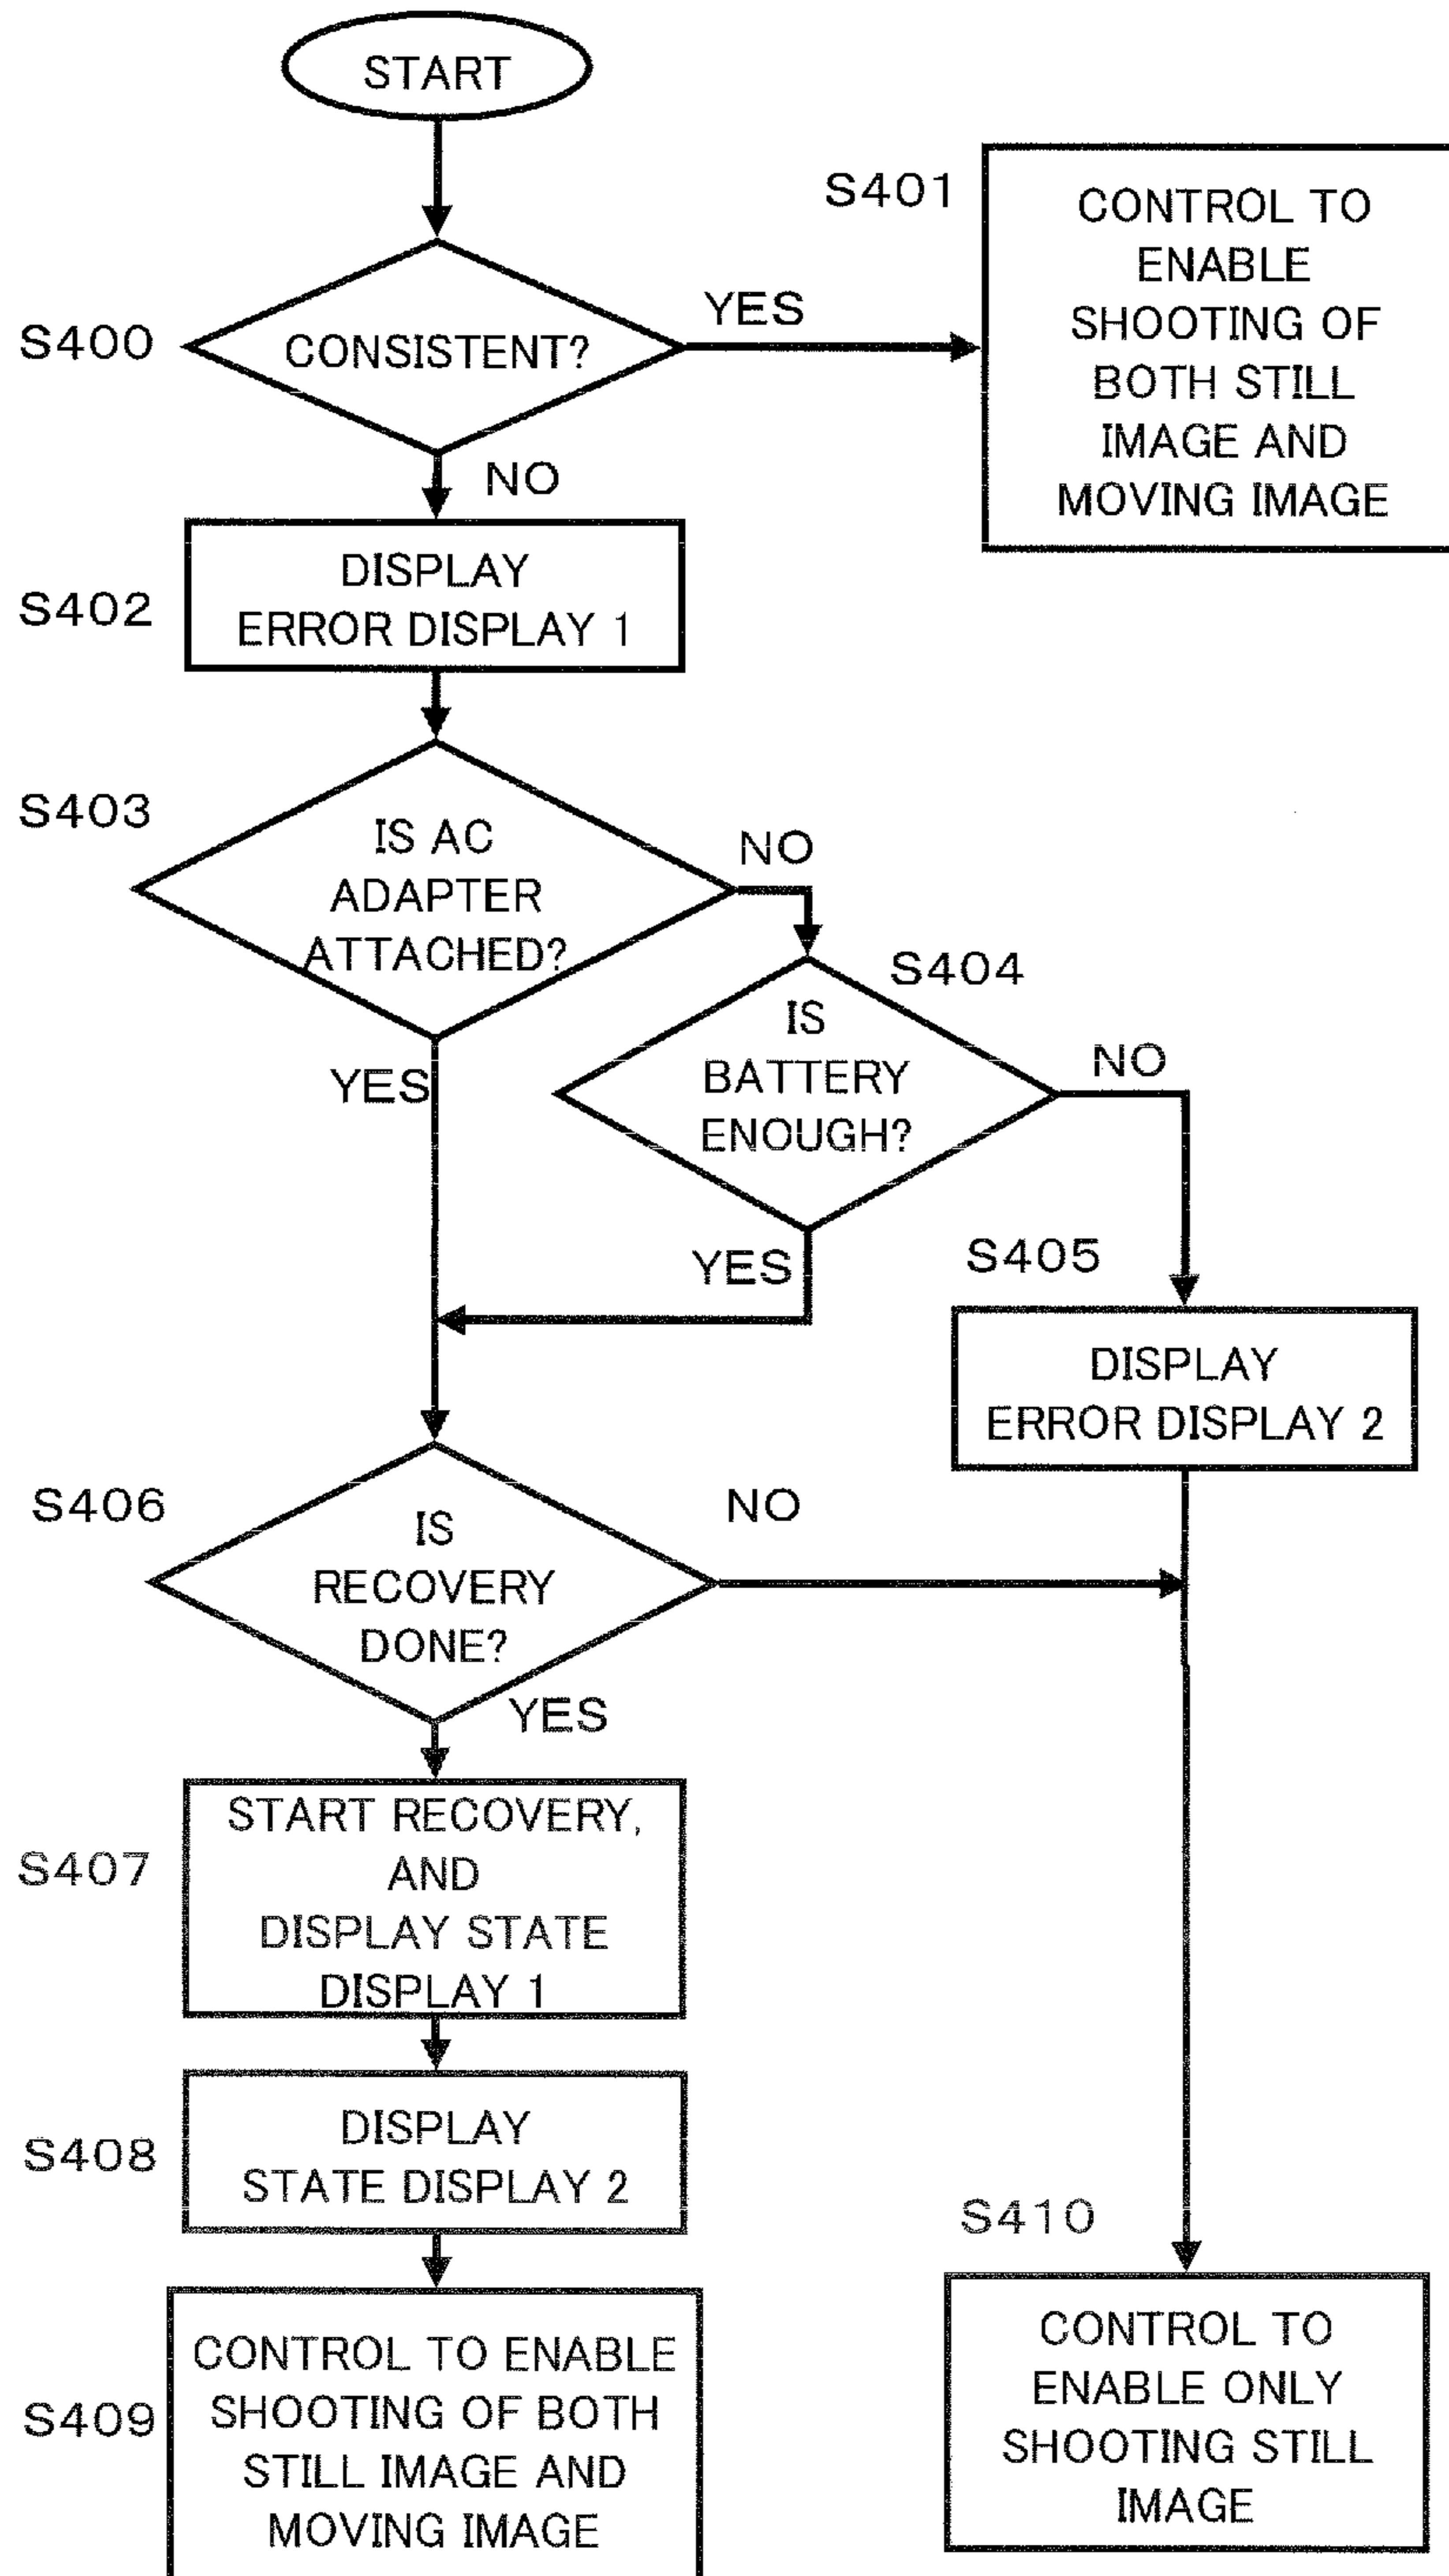 START
S401
CONTROL TO
ENABLE
SHOOTING OF
BOTH STILL
IMAGE AND
MOVING IMAGE
S400
CONSISTENT?
YES
NO
S402
DISPLAY
ERROR DISPLAY 1
S403
IS AC
ADAPTER
ATTACHED?
NO
YES
S404
IS
BATTERY
ENOUGH?
NO
YES
S405
DISPLAY
ERROR DISPLAY 2
S406
IS
RECOVERY
DONE?
NO
YES
S407
START RECOVERY,
AND
DISPLAY STATE
DISPLAY 1
S408
DISPLAY
STATE DISPLAY 2
S409
CONTROL TO ENABLE
SHOOTING OF BOTH
STILL IMAGE AND
MOVING IMAGE
S410
CONTROL TO
ENABLE ONLY
SHOOTING STILL
IMAGE